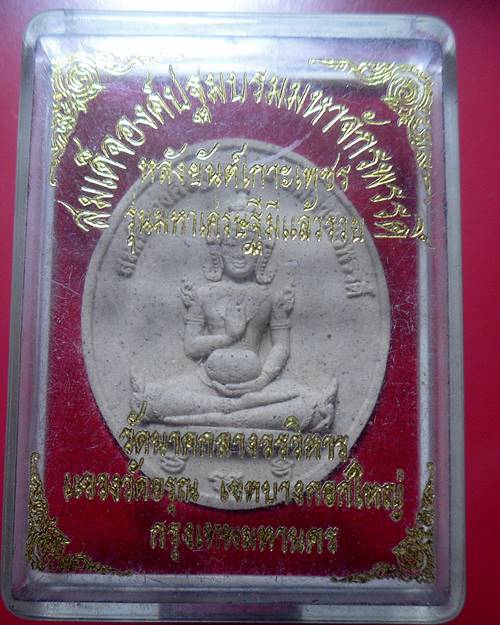 สมเด็จองค์ปฐมบรมมหาจักรพรรดิ
หลังยันต์เกาะเพชร
รุ่นมหาเศรษฐีมีแล้วรวย
วัดนาคกลางวรวิหาร
แขวงวัดอรุณ เขตบางกอกใหญ่
กรุงเทพมหานคร